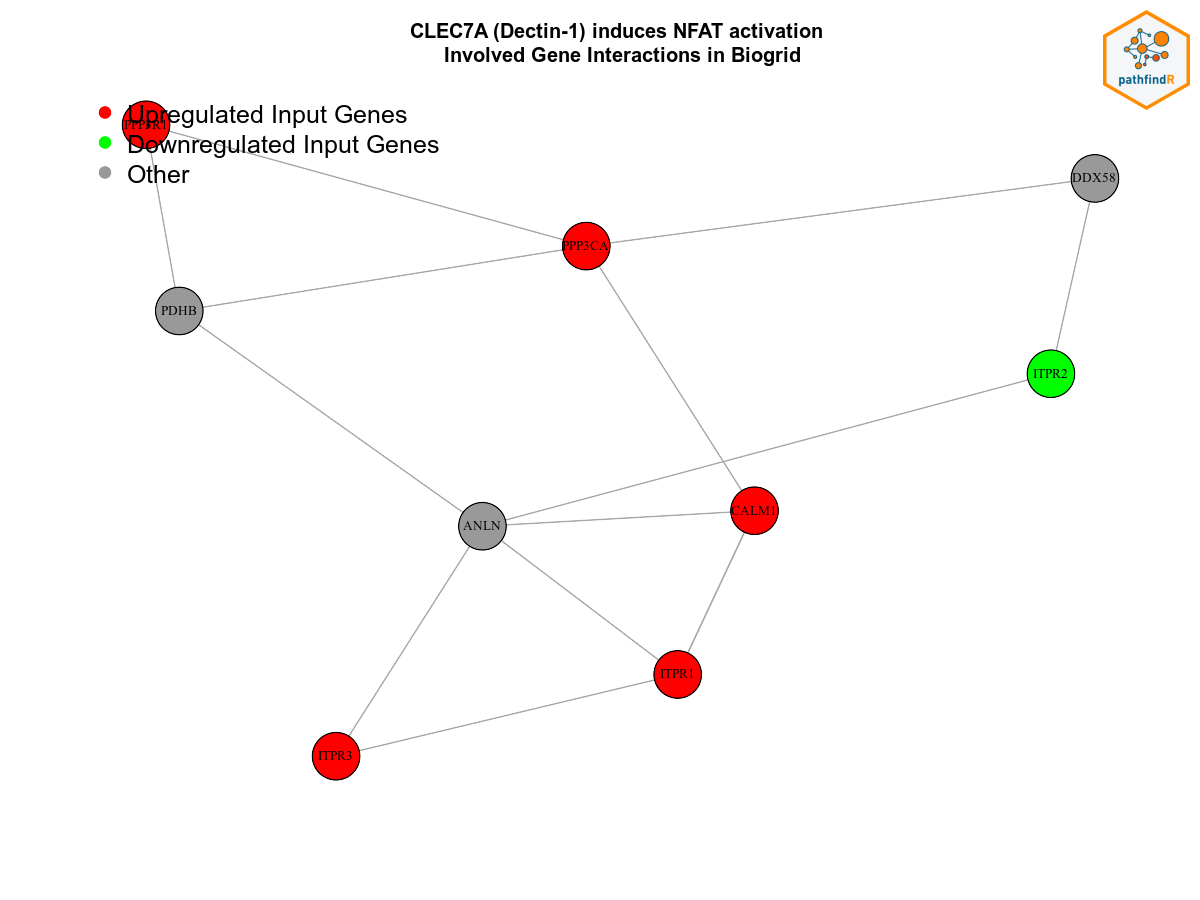 CLEC7A (Dectin-1) induces NFAT activation
Involved Gene Interactions in Biogrid
pathfindR
Upregulated Input Genes
PPP3R1
Downregulated Input Genes
Other
DDX58
PPP3CA
PDHB
ITPR2
CALM1
ANLN
ITPR1
ITPR3